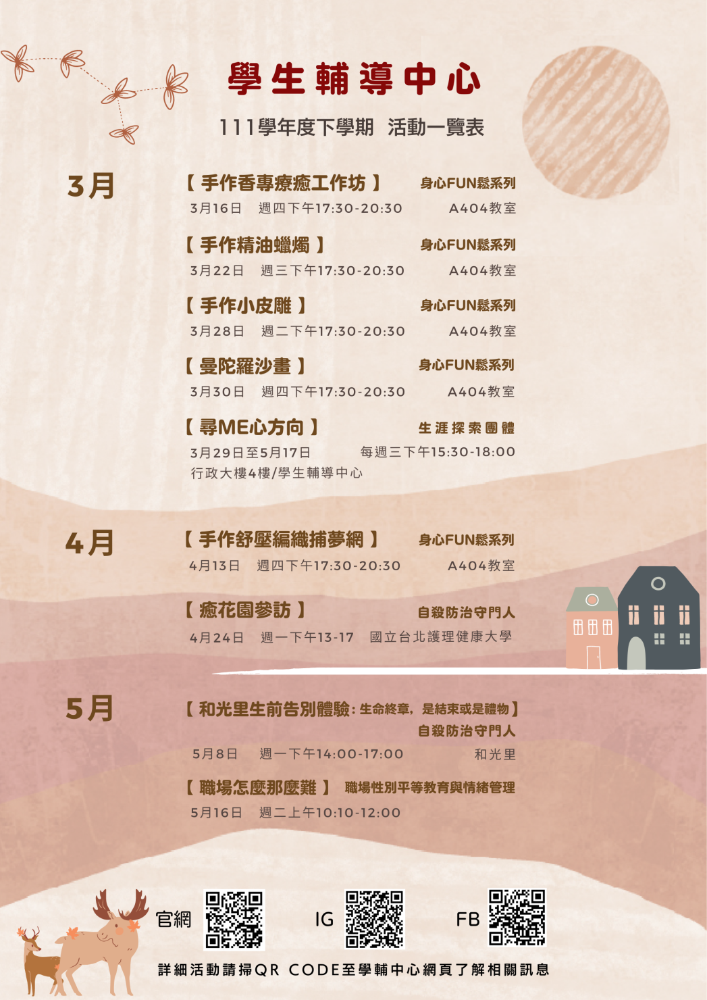 學生輔導中心
111學年度下學期 活動一覽表
3月
【手作香專療癒工作坊】 身心FUN鬆系列
3月16日 週四下午17:30-20:30 A404教室
【手作精油蠟燭】 身心FUN鬆系列
3月22日 週三下午17:30-20:30 A404教室
【手作小皮雕】 身心FUN鬆系列
3月28日 週二下午17:30-20:30 A404教室
【曼陀羅沙畫】 身心FUN鬆系列
3月30日 週四下午17:30-20:30 A404教室
【尋ME心方向】 生涯探索團體
3月29日至5月17日 每週三下午15:30-18:00
行政大樓4樓/學生輔導中心
4月
【手作舒壓編織捕夢網】 身心FUN鬆系列
4月13日 週四下午17:30-20:30 A404教室
【癒花園參訪】 自殺防治守門人
4月24日 週一下午13-17 國立台北護理健康大學
5月
【和光里生前告別體驗:生命終章，是結束或是禮物】
自殺防治守門人
5月8日 週一下午14:00-17:00 和光里
【職場怎麼那麼難】 職場性別平等教育與情緒管理
5月16日 週二上午10:10-12:00
官網 IG FB
詳細活動請掃QR CODE至學輔中心網頁了解相關訊息